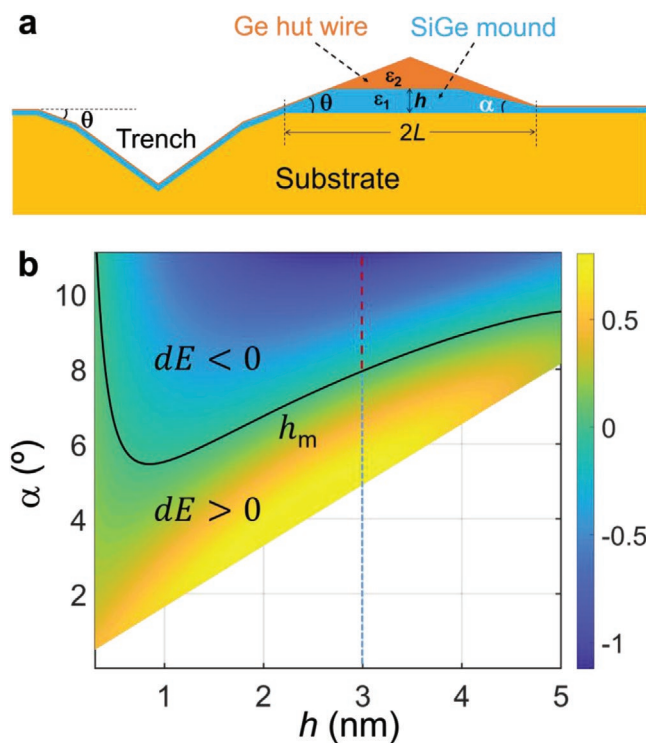 a
Ge hut wire
SiGe mound
ε2
θ
Trench
θ
ε1
h
α
2L
Substrate
b
10
8
6
4
2
α (º)
dE < 0
hm
dE > 0
1
2
3
4
5
h (nm)
0.5
0
-0.5
-1